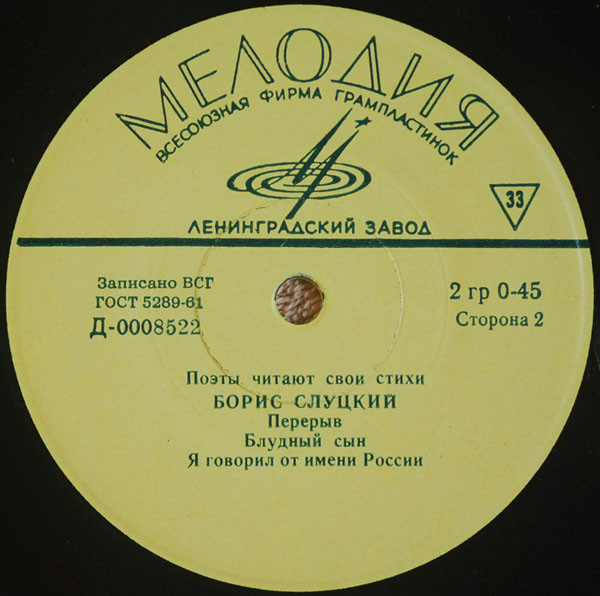 МЕЛОДИЯ
ВСЕСОЮЗНАЯ ФИРМА ГРАМПЛАСТИНОК
33
ЛЕНИНГРАДСКИЙ ЗАВОД
Записано ВСГ
ГОСТ 5289-61
Д-0008522
2 гр 0-45
Сторона 2
Поэты читают свои стихи
БОРИС СЛУЦКИЙ
Перерыв
Блудный сын
Я говорил от имени России